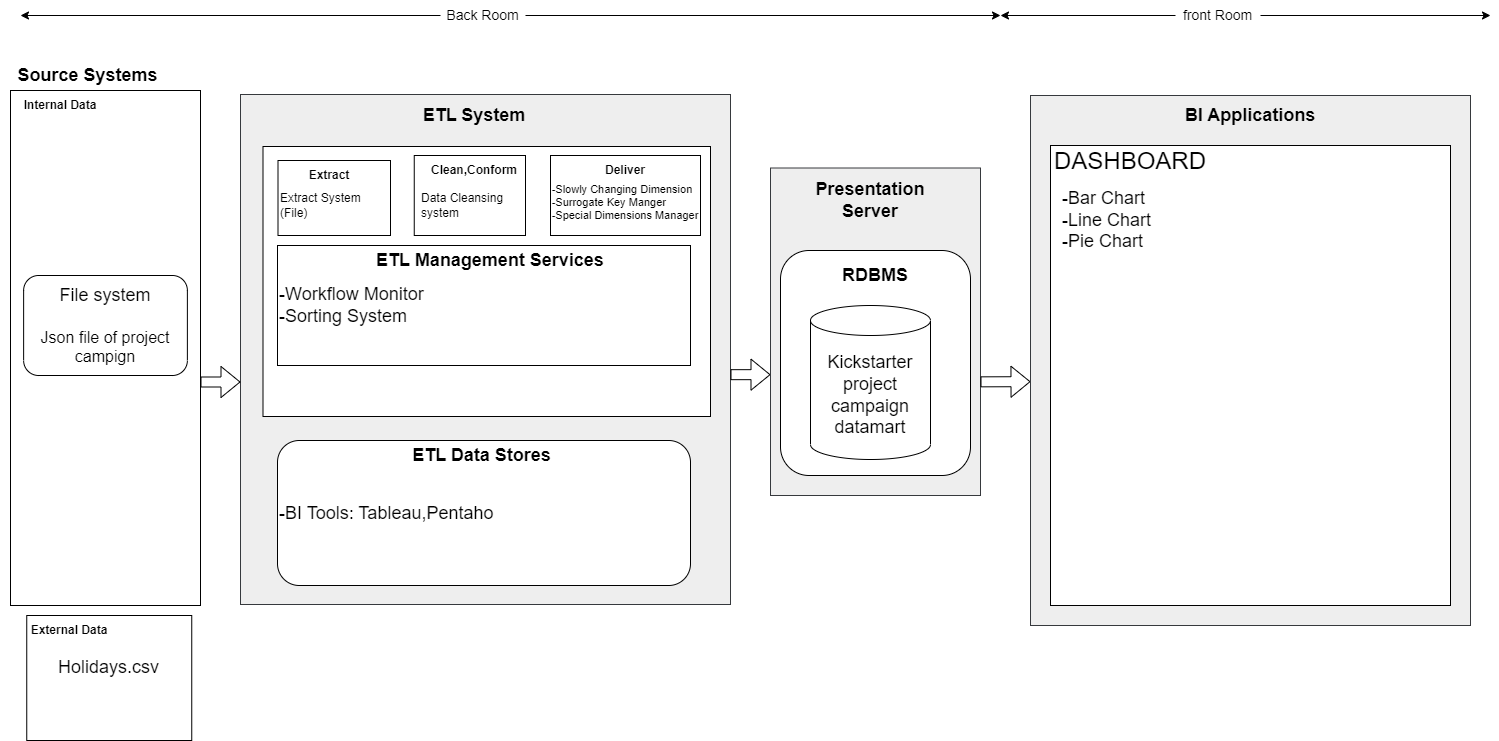 Back Room
front Room
Source Systems
Internal Data
File system
Json file of project
campign
External Data
Holidays.csv
ETL System
Extract
Extract System
(File)
Clean,Conform
Data Cleansing
system
Deliver
-Slowly Changing Dimension
-Surrogate Key Manger
-Special Dimensions Manager
ETL Management Services
-Workflow Monitor
-Sorting System
ETL Data Stores
-BI Tools: Tableau,Pentaho
Presentation
Server
RDBMS
Kickstarter
project
campaign
datamart
BI Applications
DASHBOARD
-Bar Chart
-Line Chart
-Pie Chart